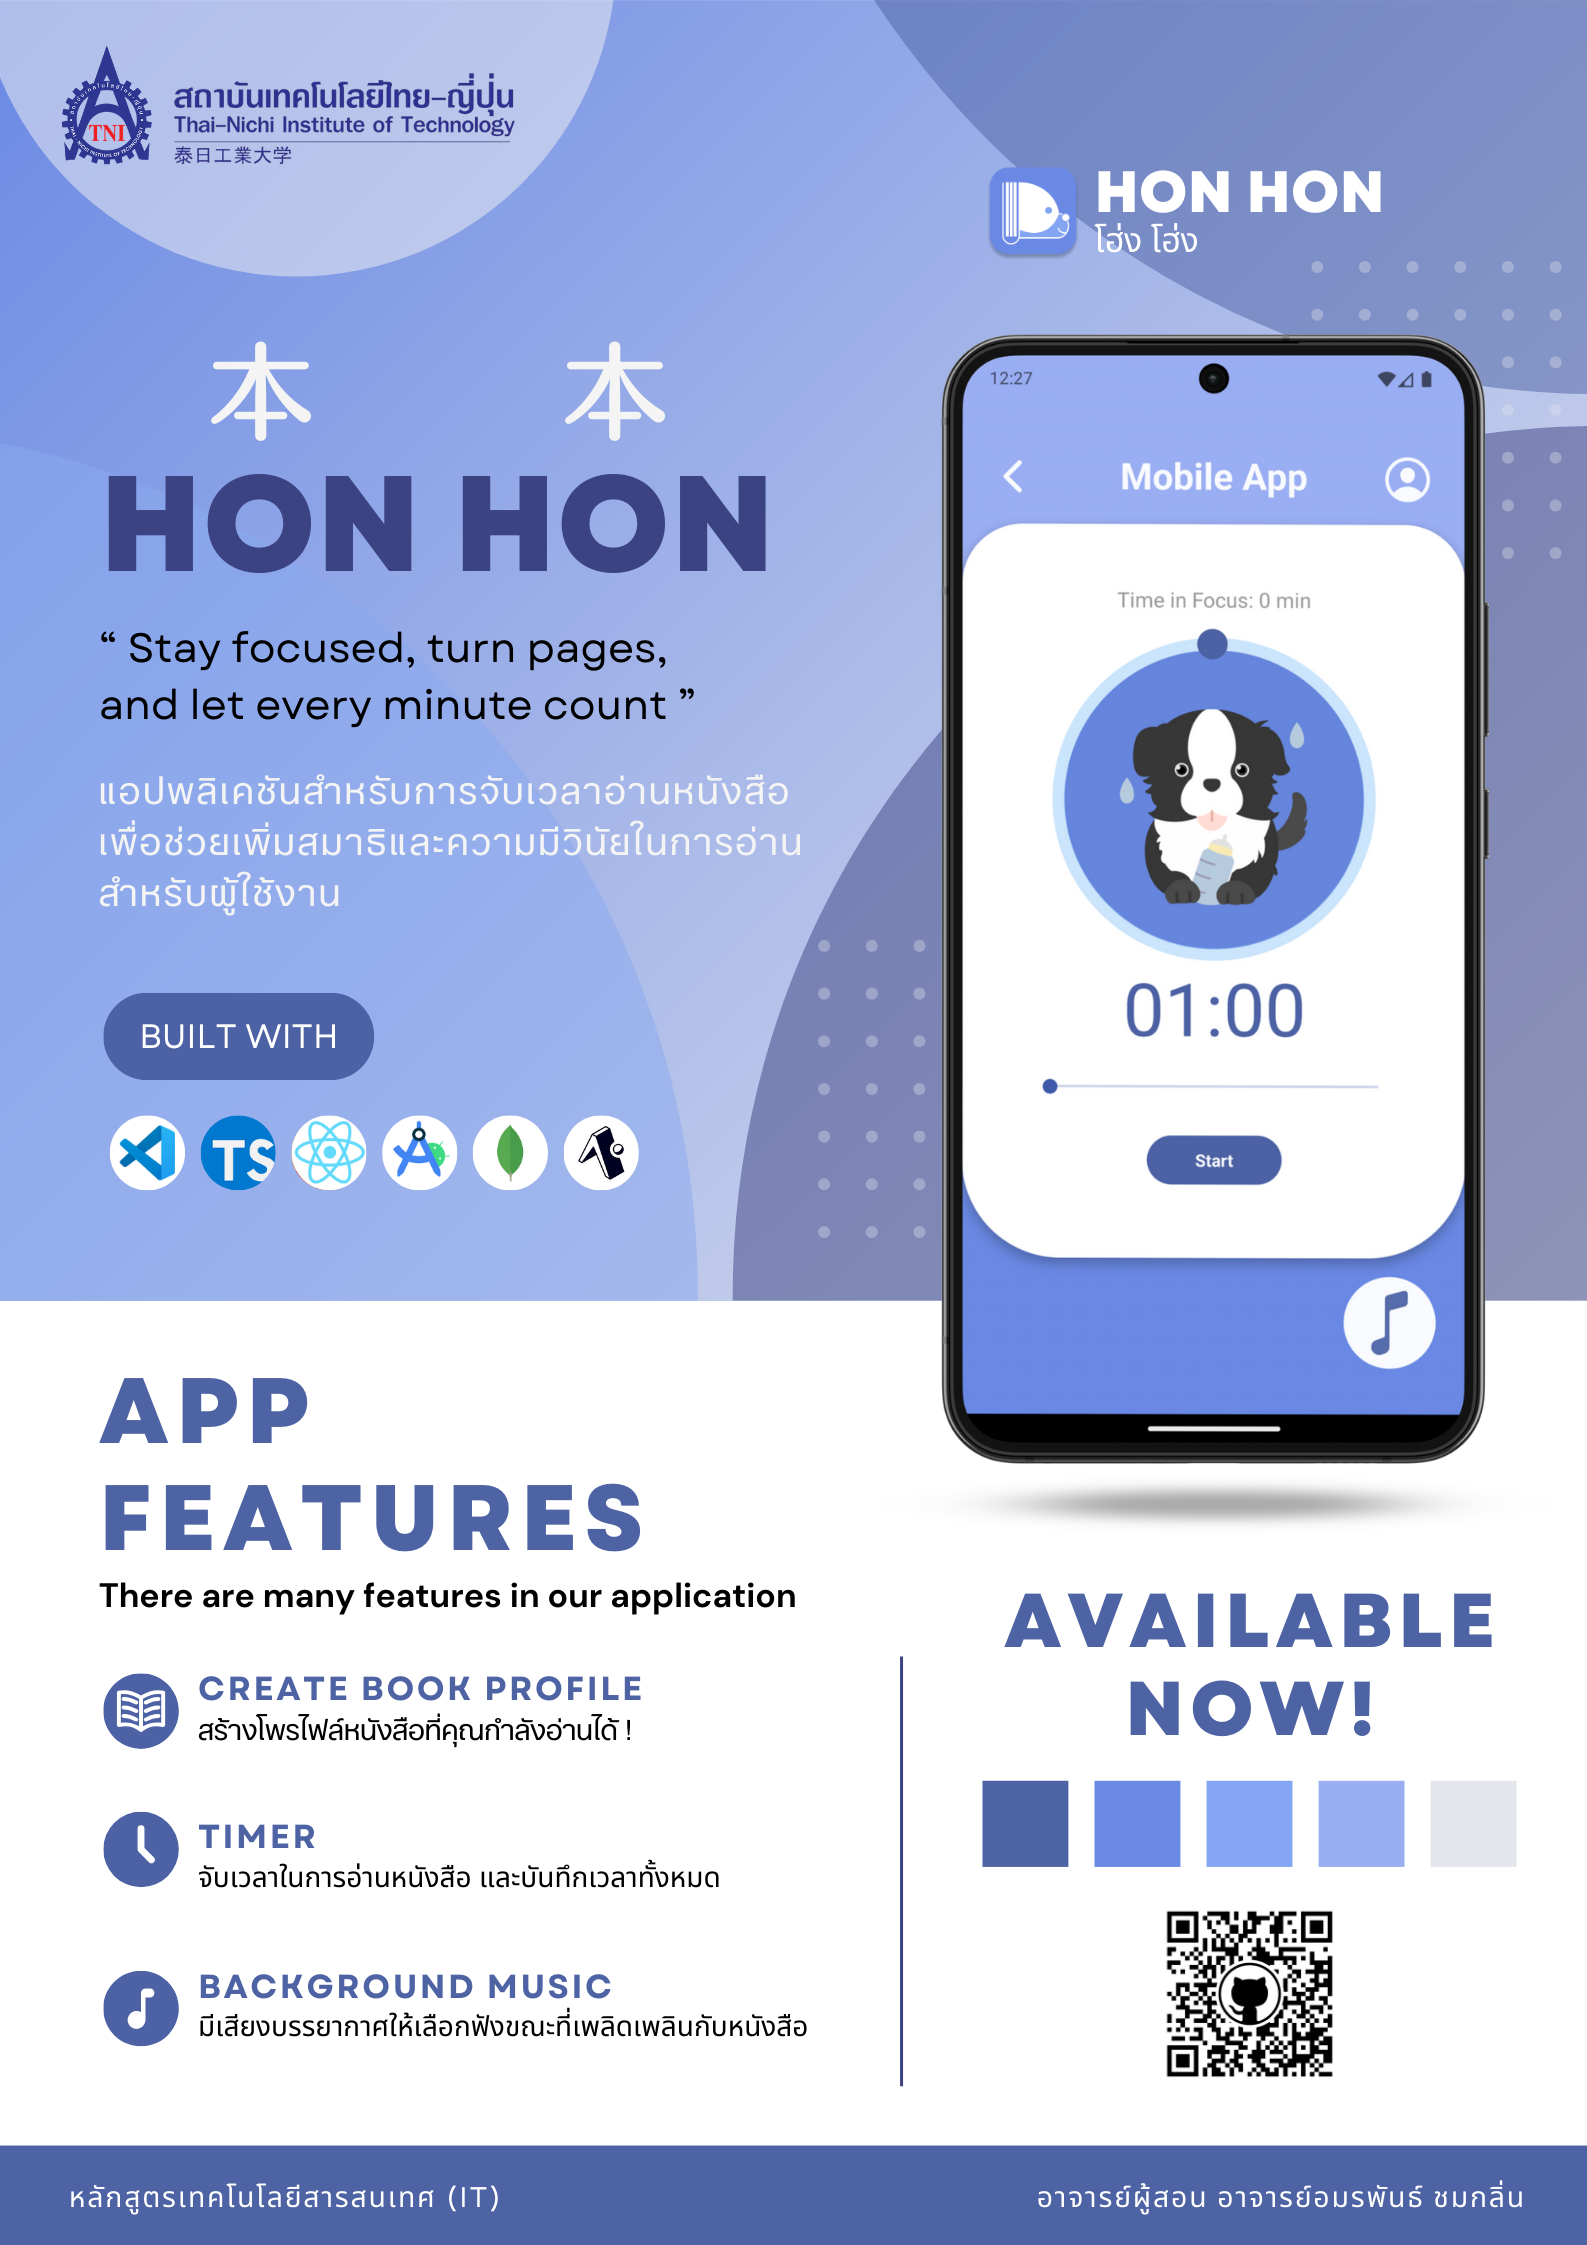 สถาบันเทคโนโลยีไทย-ญี่ปุ่น
Thai-Nichi Institute of Technology
泰日工業大学
TNI
HON HON
โฮ่ง โฮ่ง
本 本
HON HON
“ Stay focused, turn pages,
and let every minute count ”
แอปพลิเคชันสำหรับการจับเวลาอ่านหนังสือ
เพื่อช่วยเพิ่มสมาธิและความมีวินัยในการอ่าน
สำหรับผู้ใช้งาน
BUILT WITH
TS
12:27
Mobile App
Time in Focus: 0 min
01:00
Start
APP
FEATURES
There are many features in our application
CREATE BOOK PROFILE
สร้างโพรไฟล์หนังสือที่คุณกำลังอ่านได้ !
TIMER
จับเวลาในการอ่านหนังสือ และบันทึกเวลาทั้งหมด
BACKGROUND MUSIC
มีเสียงบรรยากาศให้เลือกฟังขณะที่เพลิดเพลินกับหนังสือ
AVAILABLE
NOW!
หลักสูตรเทคโนโลยีสารสนเทศ (IT)
อาจารย์ผู้สอน อาจารย์อมรพันธ์ ชมกลิ่น